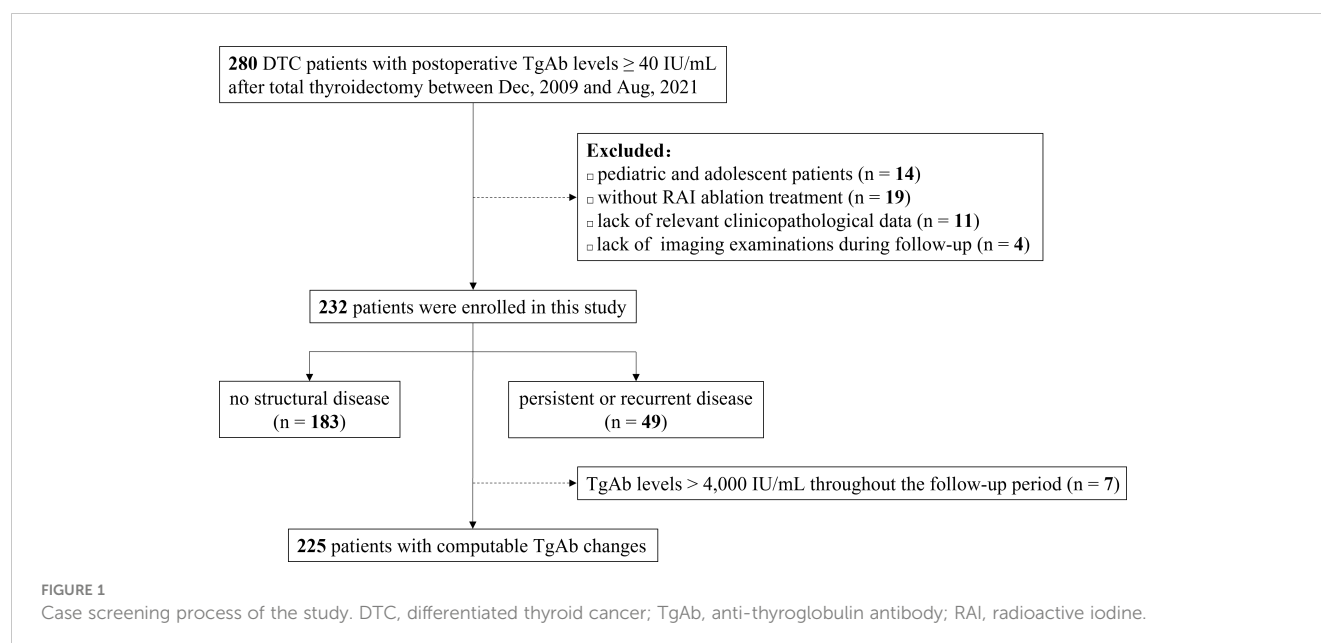 280 DTC patients with postoperative TgAb levels ≥ 40 IU/mL
after total thyroidectomy between Dec, 2009 and Aug, 2021
Excluded：
□ pediatric and adolescent patients (n = 14)
□ without RAI ablation treatment (n = 19)
□ lack of relevant clinicopathological data (n = 11)
□ lack of imaging examinations during follow-up (n = 4)
232 patients were enrolled in this study
no structural disease
(n = 183)
persistent or recurrent disease
(n = 49)
TgAb levels > 4,000 IU/mL throughout the follow-up period (n = 7)
225 patients with computable TgAb changes
FIGURE 1
Case screening process of the study. DTC, differentiated thyroid cancer; TgAb, anti-thyroglobulin antibody; RAI, radioactive iodine.